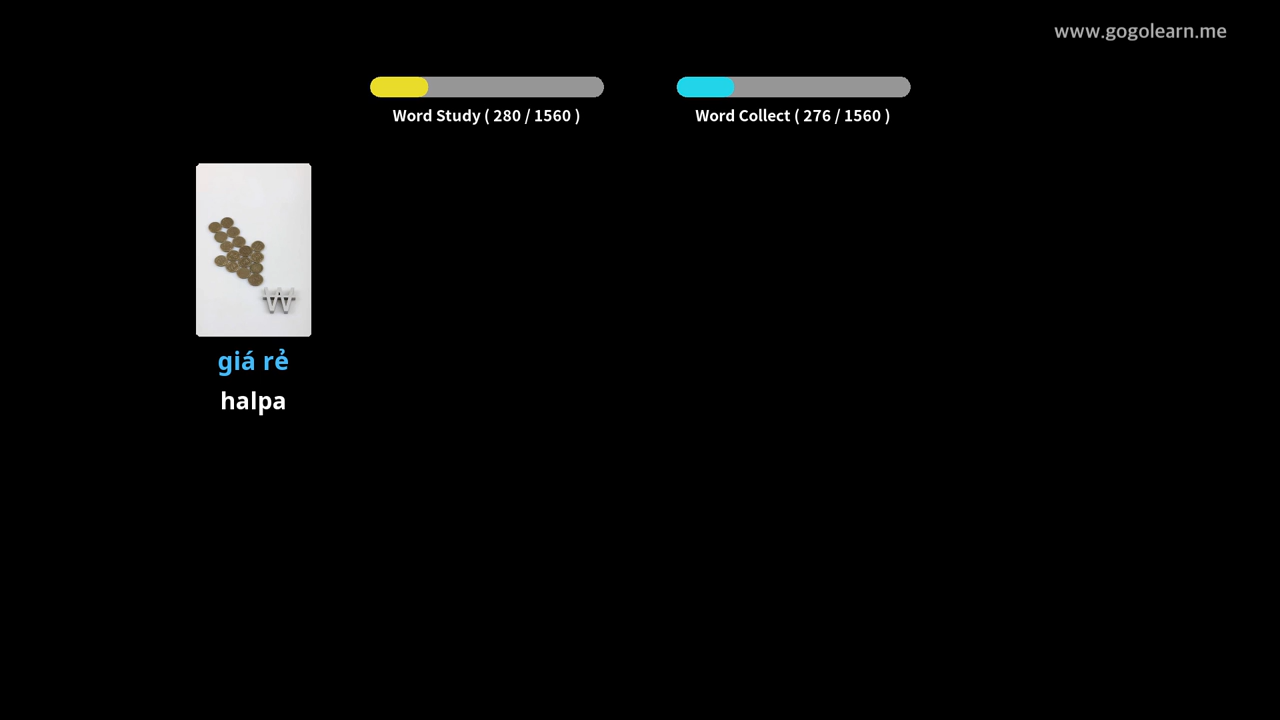 www.gogolearn.me
Word Study ( 280 / 1560 )
Word Collect ( 276 / 1560 )
₩
giá rẻ
halpa